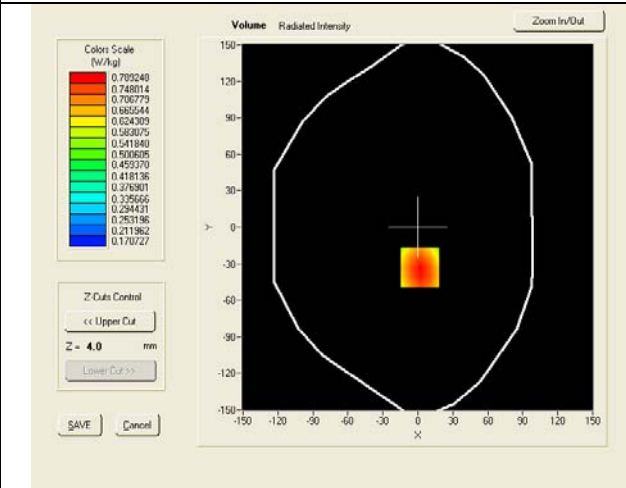 Volume Radiated Intensity
Zoom In/Out
Colors Scale
(W/kg)
0.789248
0.748014
0.706779
0.665544
0.624309
0.583075
0.541840
0.500605
0.459370
0.418136
0.376901
0.335666
0.294431
0.253196
0.211962
0.170727
Z-Cuts Control
<< Upper Cut
Z = 4.0 mm
Lower Cut >>
SAVE
Cancel
150
120
90
60
30
0
-30
-60
-90
-120
-150
Y
-150 -120 -90 -60 -30 0 30 60 90 120 150
X